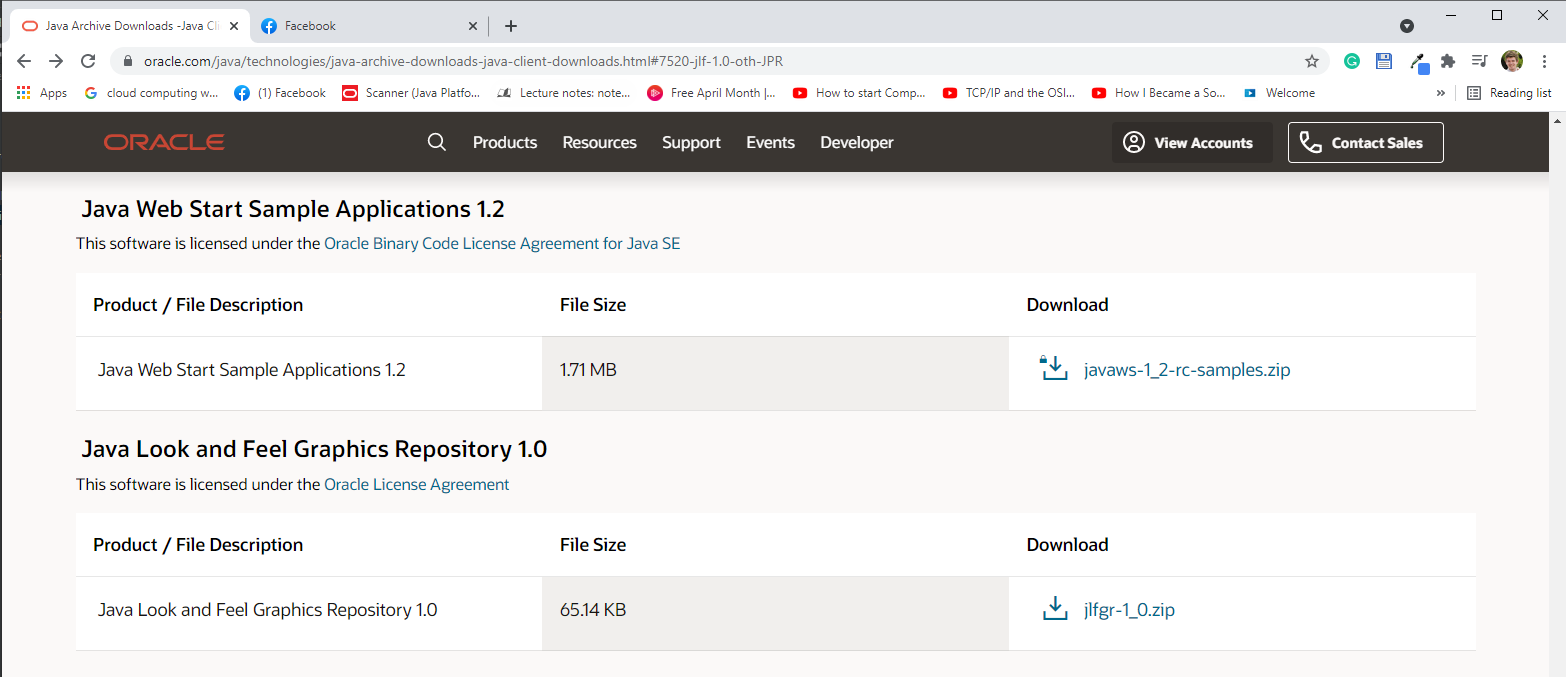 Java Archive Downloads -Java Cli
Facebook
oracle.com/java/technologies/java-archive-downloads-java-client-downloads.html#7520-jlf-1.0-oth-JPR
Apps cloud computing w... (1) Facebook Scanner (Java Platfo... Lecture notes: note... Free April Month |... How to start Comp... TCP/IP and the OSI... How I Became a So... Welcome » Reading list
ORACLE Products Resources Support Events Developer View Accounts Contact Sales
Java Web Start Sample Applications 1.2
This software is licensed under the Oracle Binary Code License Agreement for Java SE
Product / File Description File Size Download
Java Web Start Sample Applications 1.2 1.71 MB javaws-1_2-rc-samples.zip
Java Look and Feel Graphics Repository 1.0
This software is licensed under the Oracle License Agreement
Product / File Description File Size Download
Java Look and Feel Graphics Repository 1.0 65.14 KB jlfgr-1_0.zip